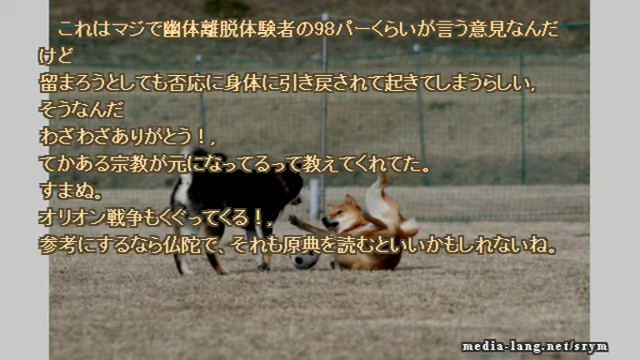 これはマジで幽体離脱体験者の98パーくらいが言う意見なんだ
けど
留まろうとしても否応に身体に引き戻されて起きてしまうらしい,
そうなんだ
わざわざありがとう！,
てかある宗教が元になってるって教えてくれてた。
すまぬ。
オリオン戦争もくぐってくる！,
参考にするなら仏陀で、それも原典を読むといいかもしれないね。
media-lang.net/srym